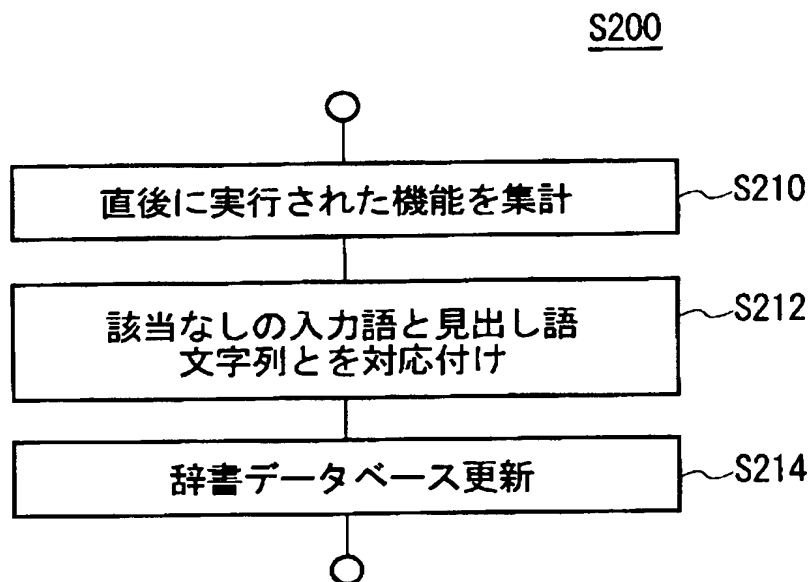 S200
直後に実行された機能を集計
S210
該当なしの入力語と見出し語
文字列とを対応付け
S212
辞書データベース更新
S214